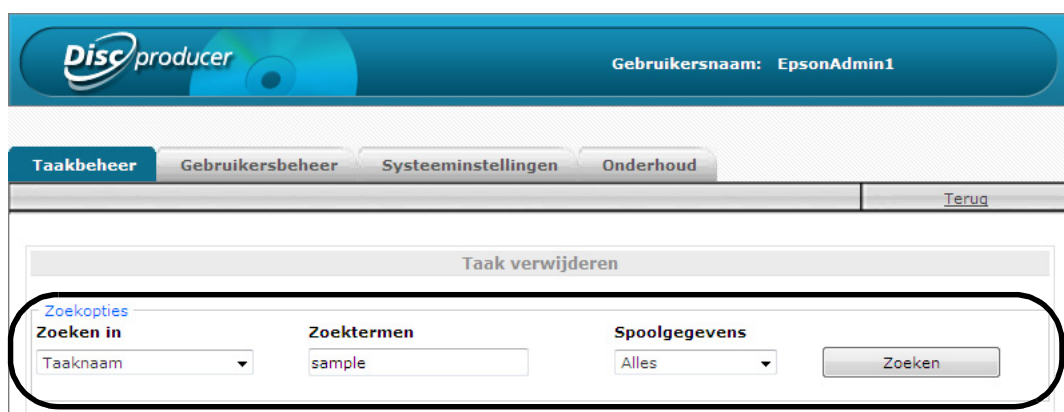 Disc producer
Gebruikersnaam: EpsonAdmin1
Taakbeheer Gebruikersbeheer Systeeminstellingen Onderhoud
Terug
Taak verwijderen
Zoekopties
Zoeken in Zoektermen Spoolgegevens
Taaknaam sample Alles Zoeken